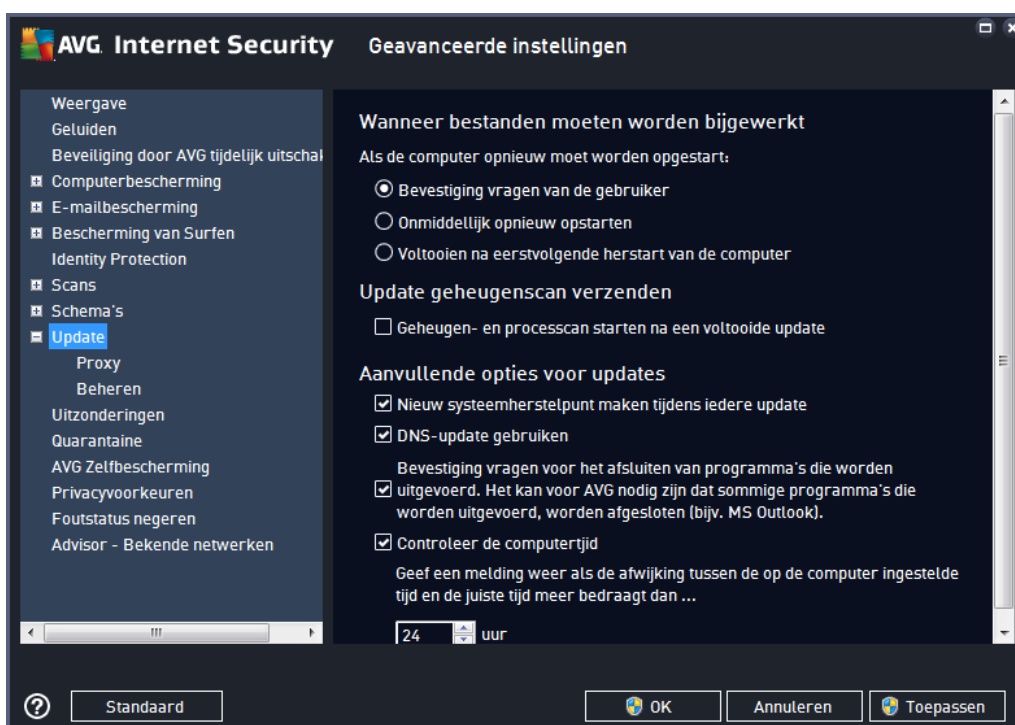 AVG. Internet Security
Geavanceerde instellingen
Weergave
Geluiden
Beveiliging door AVG tijdelijk uitschal
Computerbescherming
E-mailbescherming
Bescherming van Surfen
Identity Protection
Scans
Schema's
Update
Proxy
Beheren
Uitzonderingen
Quarantaine
AVG Zelfbescherming
Privacyvoorkeuren
Foutstatus negeren
Advisor - Bekende netwerken
Wanneer bestanden moeten worden bijgewerkt
Als de computer opnieuw moet worden opgestart:
Bevestiging vragen van de gebruiker
Onmiddellijk opnieuw opstarten
Voltooien na eerstvolgende herstart van de computer
Update geheugenscan verzenden
Geheugen- en processcan starten na een voltooide update
Aanvullende opties voor updates
Nieuw systeemherstelpunt maken tijdens iedere update
DNS-update gebruiken
Bevestiging vragen voor het afsluiten van programma's die worden
uitgevoerd. Het kan voor AVG nodig zijn dat sommige programma's die
worden uitgevoerd, worden afgesloten (bijv. MS Outlook).
Controleer de computertjid
Geef een melding weer als de afwijking tussen de op de computer ingestelde
tijd en de juiste tijd meer bedraagt dan ...
24 uur
? Standaard
OK
Annuleren
Toepassen